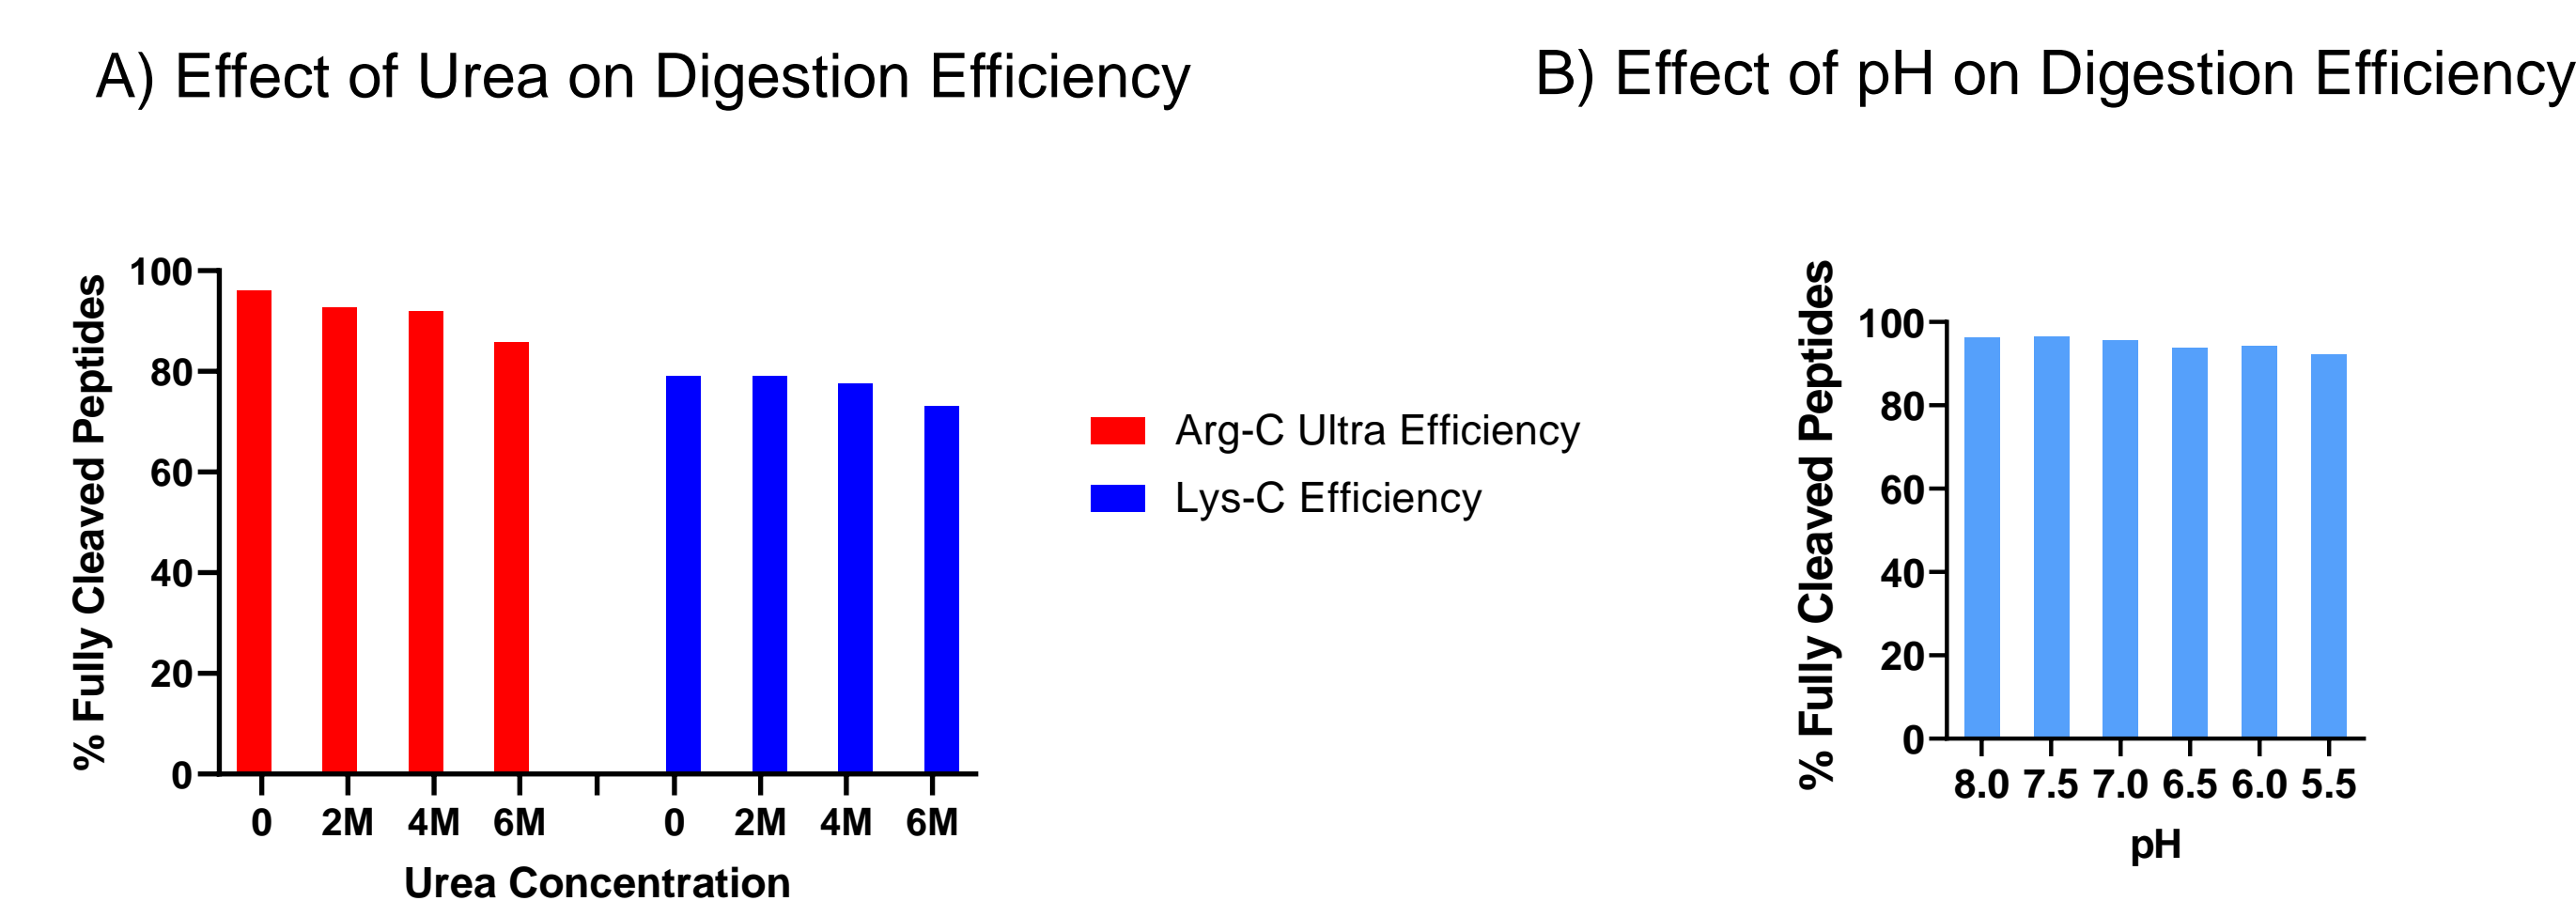 A) Effect of Urea on Digestion Efficiency
% Fully Cleaved Peptides
100
80
60
40
20
0
0 2M 4M 6M 0 2M 4M 6M
Urea Concentration
Arg-C Ultra Efficiency
Lys-C Efficiency
B) Effect of pH on Digestion Efficiency
% Fully Cleaved Peptides
100
80
60
40
20
0
8.0 7.5 7.0 6.5 6.0 5.5
pH